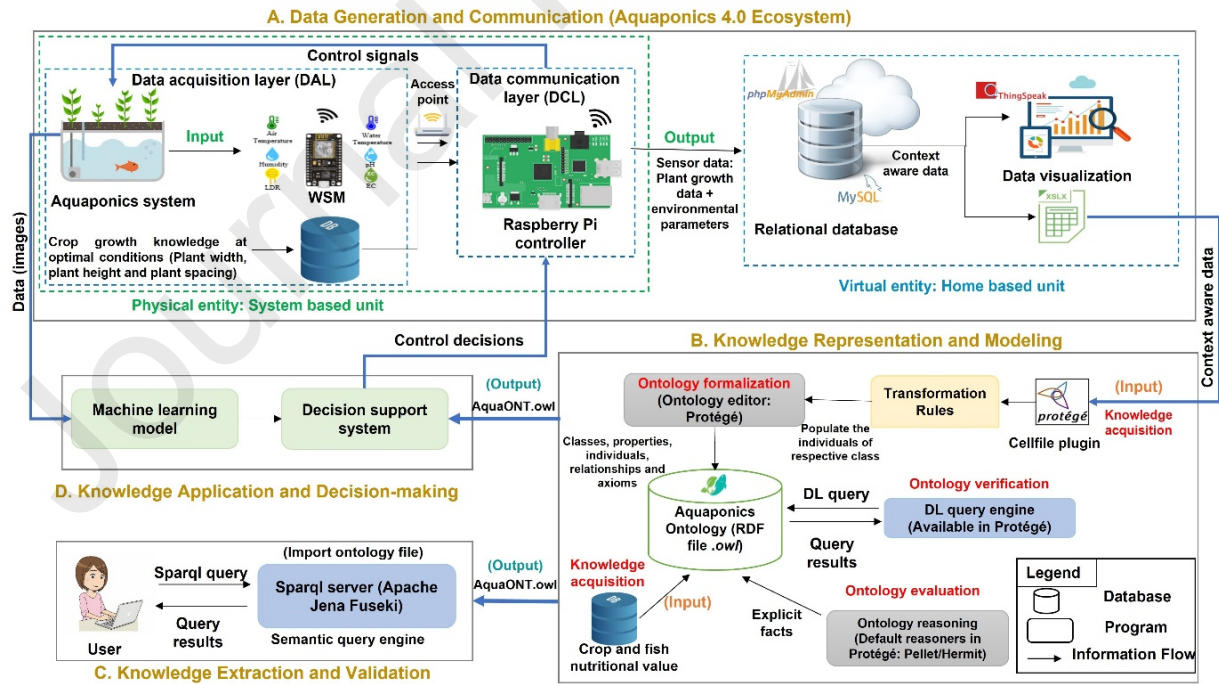 A. Data Generation and Communication (Aquaponics 4.0 Ecosystem)
Control signals
Data acquisition layer (DAL)
Access
point
Data communication
layer (DCL)
Input
Air
Temperature
Humidity
LDR
WSM
Water
Temperature
pH
EC
Aquaponics system
Crop growth knowledge at
optimal conditions (Plant width,
plant height and plant spacing)
Raspberry Pi
controller
Physical entity: System based unit
Output
Sensor data:
Plant growth
data +
environmental
parameters
phpMyAdmin
MySQL
Relational database
Context
aware data
ThingSpeak
Data visualization
XLSX
Virtual entity: Home based unit
Data (images)
Context aware data
Control decisions
Machine learning
model
Decision support
system
(Output)
AquaONT.owl
D. Knowledge Application and Decision-making
B. Knowledge Representation and Modeling
Ontology formalization
(Ontology editor:
Protégé)
Transformation
Rules
protégé
Cellfile plugin
(Input)
Knowledge
acquisition
Classes, properties,
individuals,
relationships and
axioms
Populate the
individuals of
respective class
Aquaponics
Ontology (RDF
file .owl)
DL query
Query
results
Ontology verification
DL query engine
(Available in Protégé)
Knowledge
acquisition
(Input)
Crop and fish
nutritional value
Explicit
facts
Ontology evaluation
Ontology reasoning
(Default reasoners in
Protégé: Pellet/Hermit)
Legend
Database
Program
Information Flow
(Import ontology file)
Sparql query
Query
results
User
Sparql server (Apache
Jena Fuseki)
Semantic query engine
(Output)
AquaONT.owl
C. Knowledge Extraction and Validation
Journal